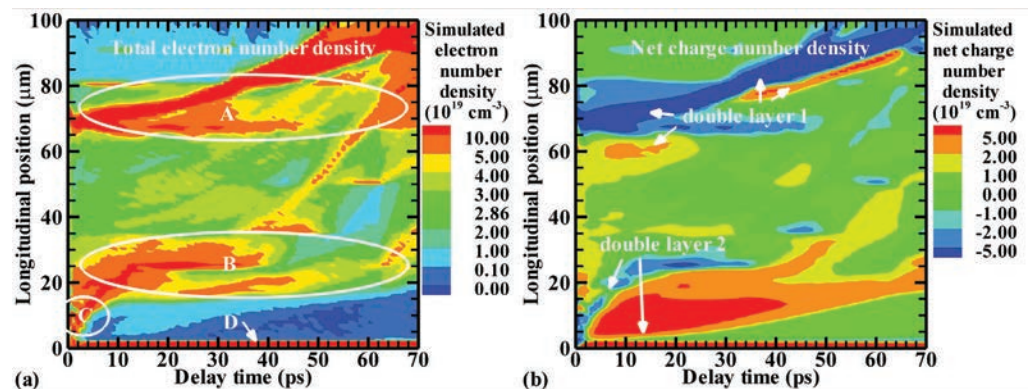 Total electron number density
A
B
C
D
100
80
60
40
20
0
0 10 20 30 40 50 60 70
Longitudinal position (μm)
Delay time (ps)
(a)
Simulated
electron
number
density
(10¹⁹ cm⁻³)
10.00
5.00
4.00
3.00
2.86
2.00
1.00
0.10
0.00
Net charge number density
double layer 1
double layer 2
100
80
60
40
20
0
0 10 20 30 40 50 60 70
Longitudinal position (μm)
Delay time (ps)
(b)
Simulated
net charge
number
density
(10¹⁹ cm⁻³)
5.00
2.00
1.00
0.00
-1.00
-2.00
-5.00